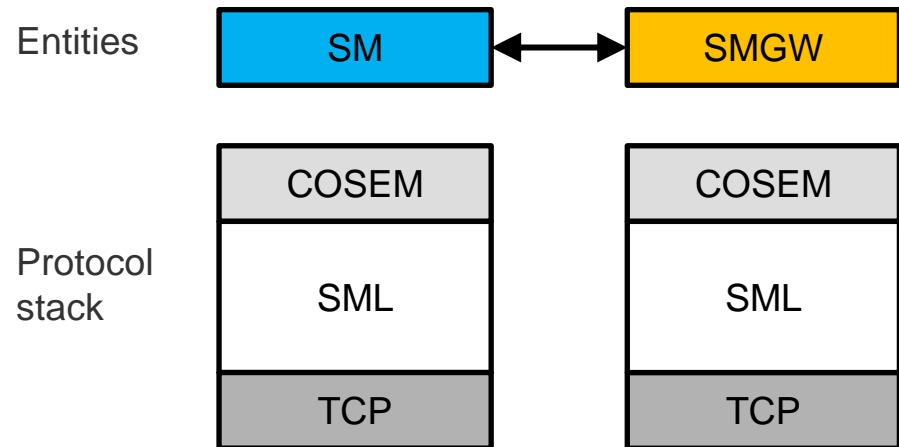 Entities
SM
SMGW
COSEM
COSEM
Protocol
stack
SML
SML
TCP
TCP